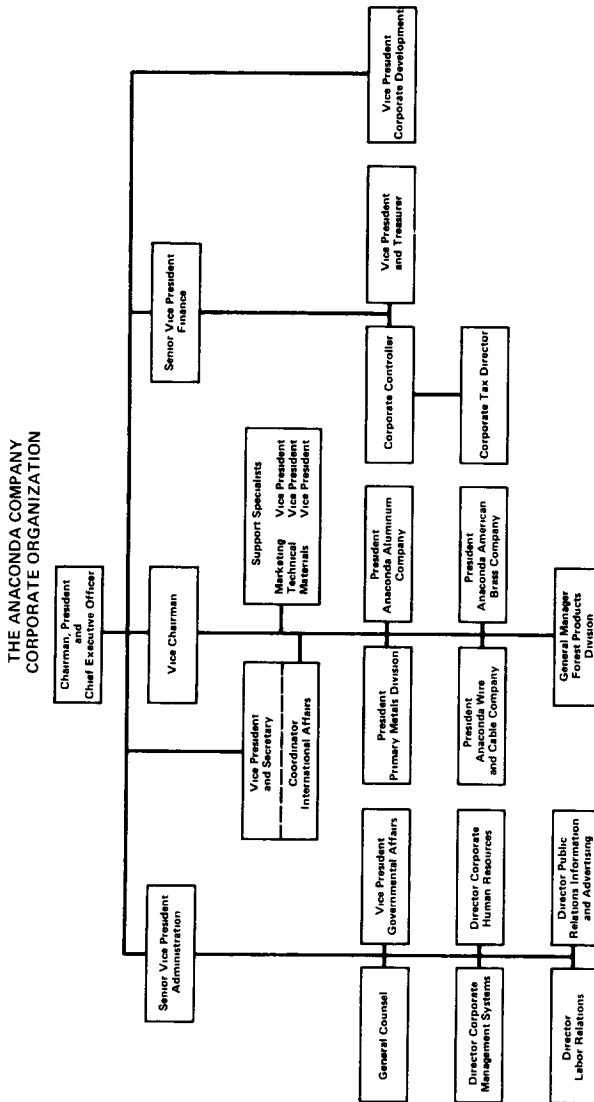 THE ANACONDA COMPANY
CORPORATE ORGANIZATION
Chairman, President
and
Chief Executive Officer
Senior Vice President
Administration
Vice Chairman
Senior Vice President
Finance
Vice President
and Secretary
Coordinator
International Affairs
Support Specialists
Marketing Vice President
Technical Vice President
Materials Vice President
General Counsel
Vice President
Governmental Affairs
President
Primary Metals Division
President
Anaconda Aluminum
Company
Corporate Controller
Vice President
and Treasurer
Vice President
Corporate Development
Director Corporate
Management Systems
Director Corporate
Human Resources
President
Anaconda Wire
and Cable Company
President
Anaconda American
Brass Company
Corporate Tax Director
Director
Labor Relations
Director Public
Relations Information
and Advertising
General Manager
Forest Products
Division